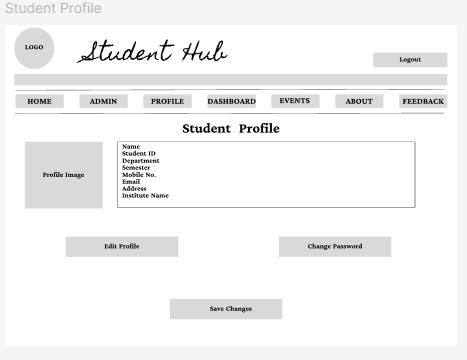 Student Profile
LOGO
Student Hub
Logout
HOME ADMIN PROFILE DASHBOARD EVENTS ABOUT FEEDBACK
Student Profile
Profile Image
Name
Student ID
Department
Semester
Mobile No.
Email
Address
Institute Name
Edit Profile Change Password
Save Changes